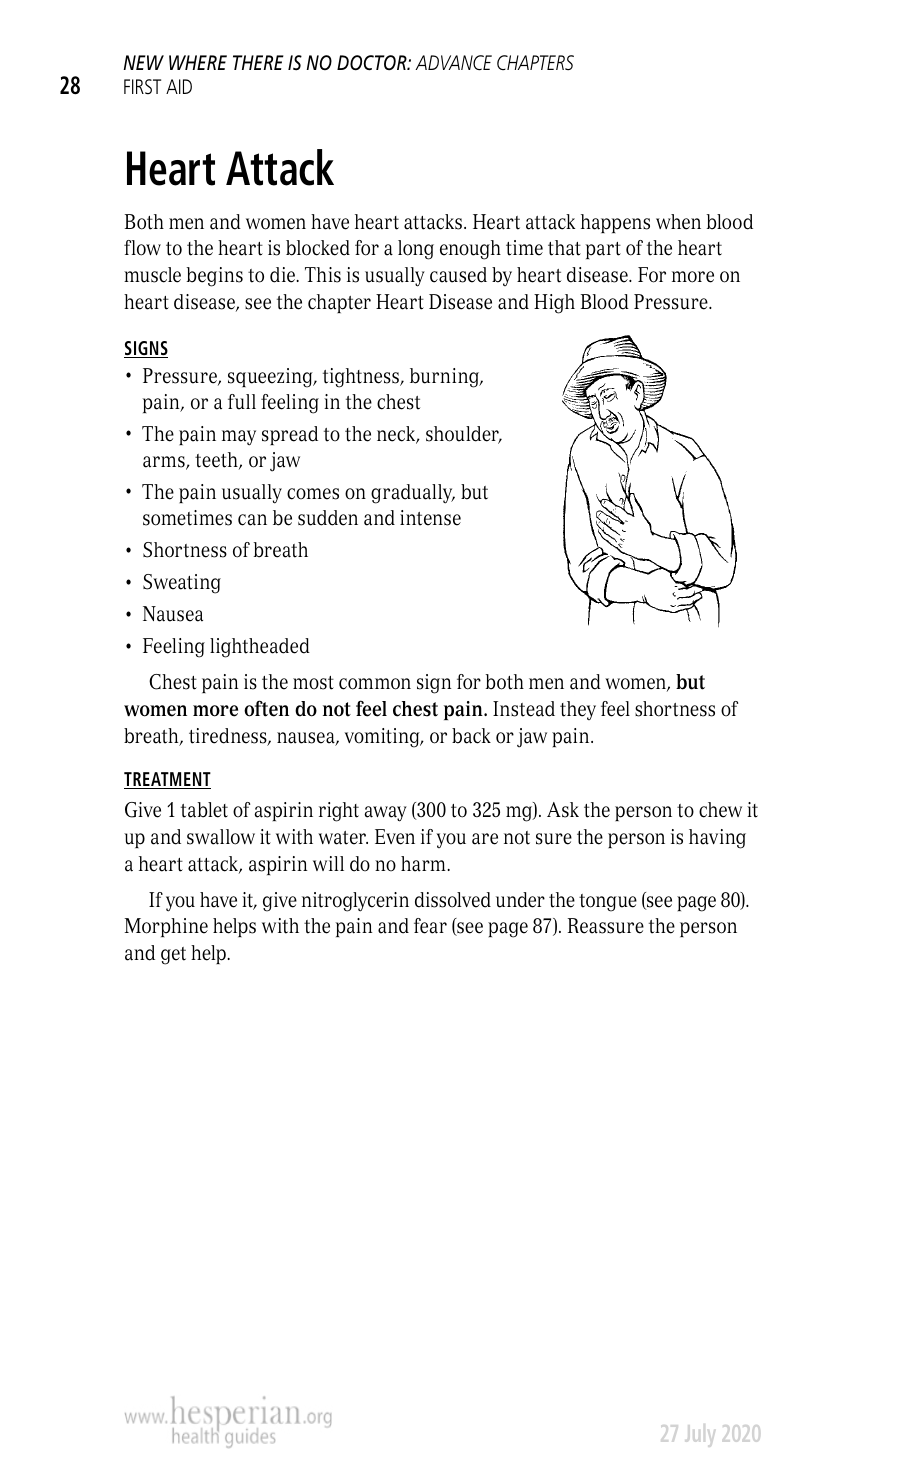 NEW WHERE THERE IS NO DOCTOR: ADVANCE CHAPTERS
28 FIRST AID
Heart Attack
Both men and women have heart attacks. Heart attack happens when blood
flow to the heart is blocked for a long enough time that part of the heart
muscle begins to die. This is usually caused by heart disease. For more on
heart disease, see the chapter Heart Disease and High Blood Pressure.
SIGNS
• Pressure, squeezing, tightness, burning,
pain, or a full feeling in the chest
• The pain may spread to the neck, shoulder,
arms, teeth, or jaw
• The pain usually comes on gradually, but
sometimes can be sudden and intense
• Shortness of breath
• Sweating
• Nausea
• Feeling lightheaded
Chest pain is the most common sign for both men and women, but
women more often do not feel chest pain. Instead they feel shortness of
breath, tiredness, nausea, vomiting, or back or jaw pain.
TREATMENT
Give 1 tablet of aspirin right away (300 to 325 mg). Ask the person to chew it
up and swallow it with water. Even if you are not sure the person is having
a heart attack, aspirin will do no harm.
If you have it, give nitroglycerin dissolved under the tongue (see page 80).
Morphine helps with the pain and fear (see page 87). Reassure the person
and get help.
www.hesperian.org
health guides
27 July 2020